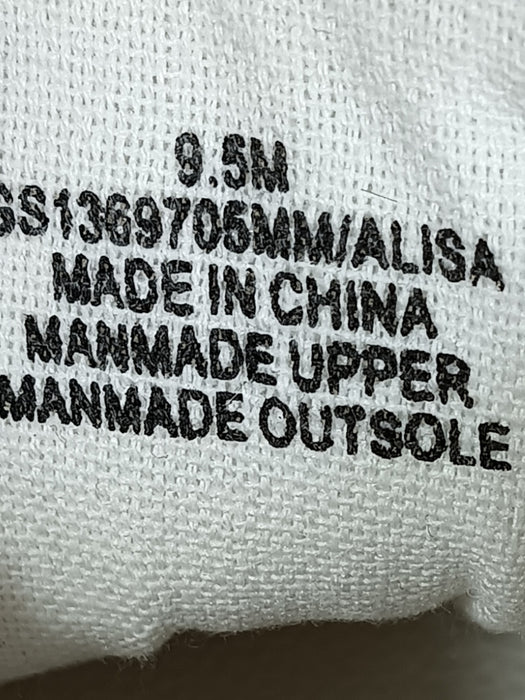 9.5M
SS1369705MM/ALISA
MADE IN CHINA
MANMADE UPPER
MANMADE OUTSOLE